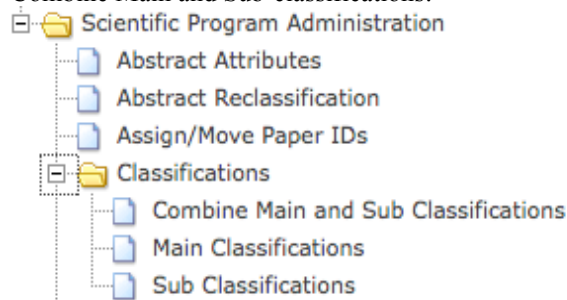 Combine Main and Sub-classifications.
Scientific Program Administration
Abstract Attributes
Abstract Reclassification
Assign/Move Paper IDs
Classifications
Combine Main and Sub Classifications
Main Classifications
Sub Classifications